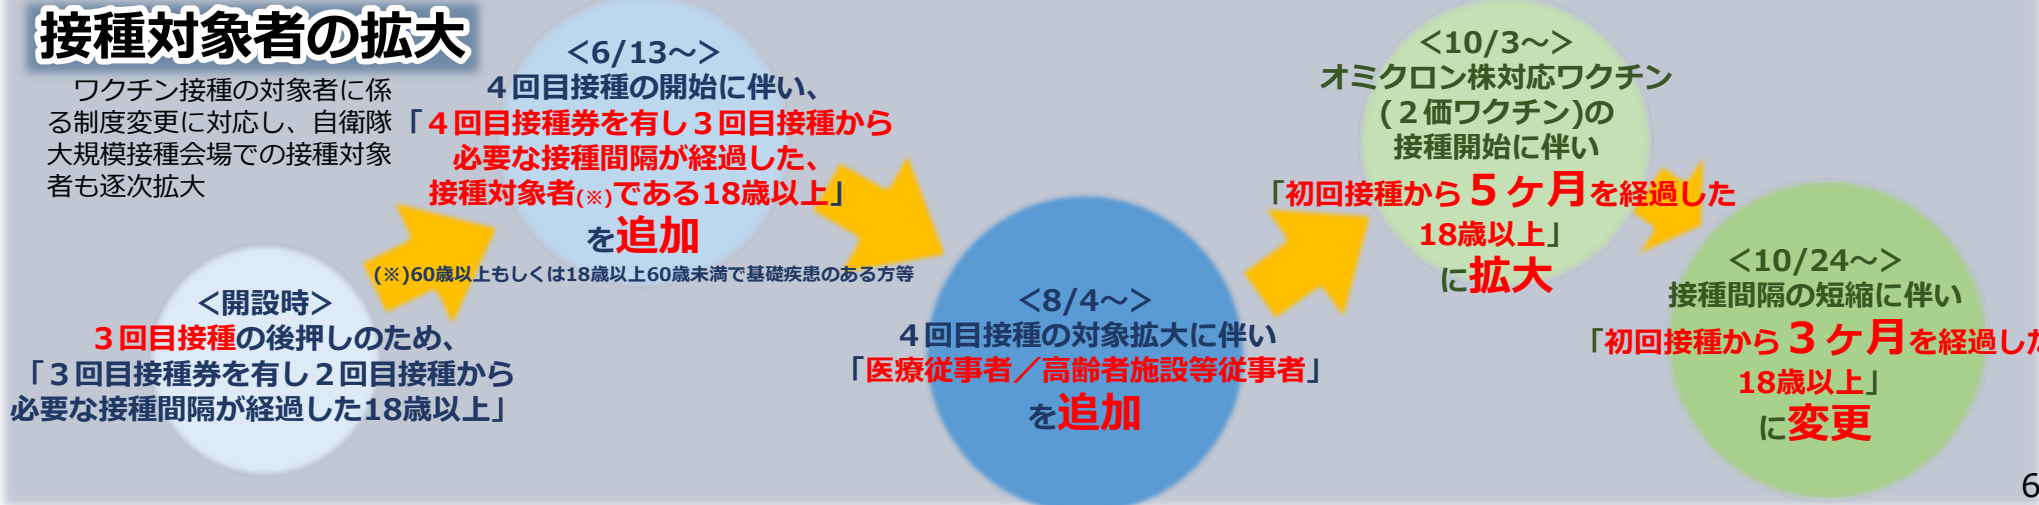 接種対象者の拡大
ワクチン接種の対象者に係
る制度変更に対応し、自衛隊
大規模接種会場での接種対象
者も逐次拡大
＜開設時＞
３回目接種の後押しのため、
「３回目接種券を有し２回目接種から
必要な接種間隔が経過した18歳以上」
＜6/13～＞
４回目接種の開始に伴い、
「４回目接種券を有し３回目接種から
必要な接種間隔が経過した、
接種対象者(※)である18歳以上」
を追加
(※)60歳以上もしくは18歳以上60歳未満で基礎疾患のある方等
＜8/4～＞
４回目接種の対象拡大に伴い
「医療従事者／高齢者施設等従事者」
を追加
＜10/3～＞
オミクロン株対応ワクチン
(２価ワクチン)の
接種開始に伴い
「初回接種から５ヶ月を経過した
18歳以上」
に拡大
＜10/24～＞
接種間隔の短縮に伴い
「初回接種から３ヶ月を経過した
18歳以上」
に変更
6